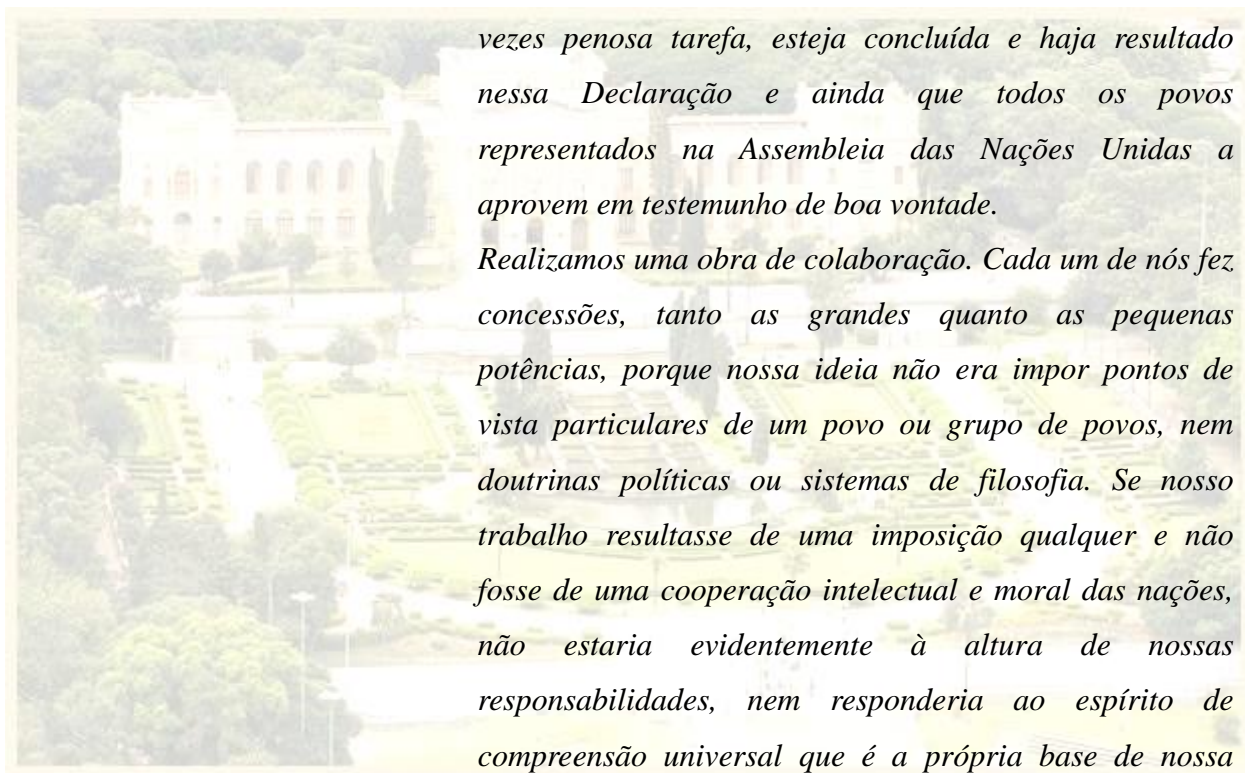 vezes penosa tarefa, esteja concluída e haja resultado
nessa Declaração e ainda que todos os povos
representados na Assembleia das Nações Unidas a
aprovem em testemunho de boa vontade.
Realizamos uma obra de colaboração. Cada um de nós fez
concessões, tanto as grandes quanto as pequenas
potências, porque nossa ideia não era impor pontos de
vista particulares de um povo ou grupo de povos, nem
doutrinas políticas ou sistemas de filosofia. Se nosso
trabalho resultasse de uma imposição qualquer e não
fosse de uma cooperação intelectual e moral das nações,
não estaria evidentemente à altura de nossas
responsabilidades, nem responderia ao espírito de
compreensão universal que é a própria base de nossa